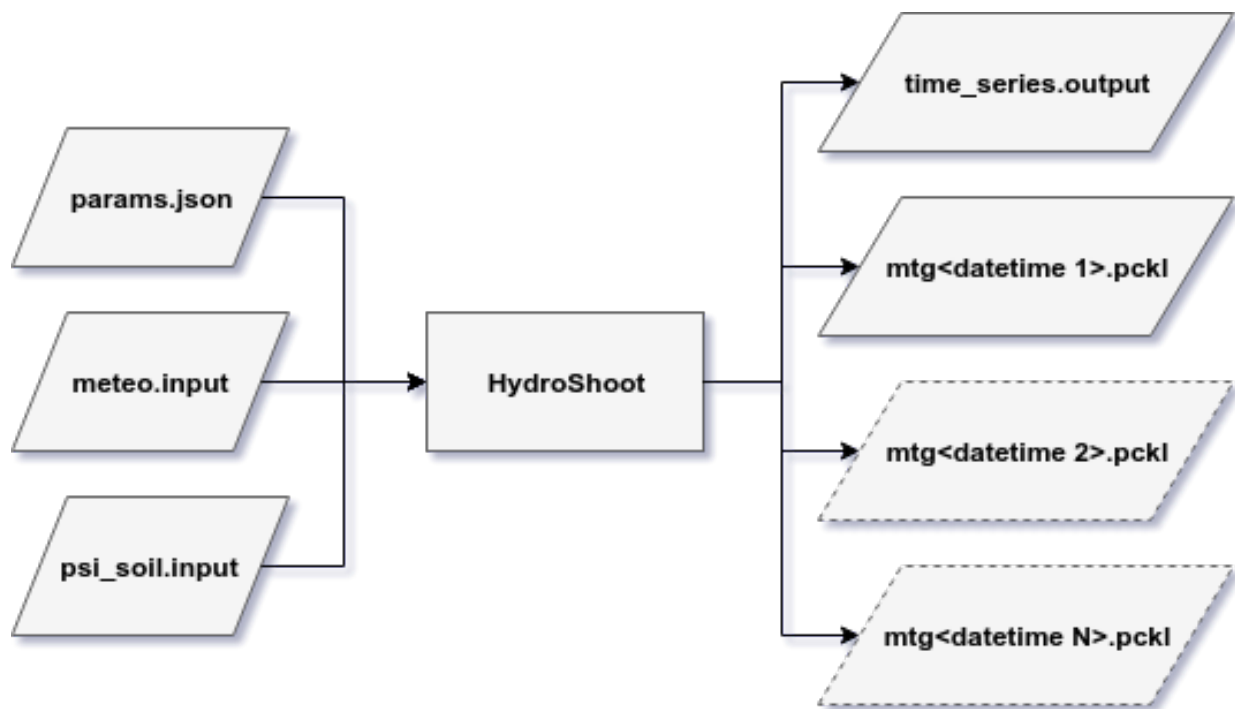 params.json
meteo.input
psi_soil.input
HydroShoot
time_series.output
mtg<datetime 1>.pckl
mtg<datetime 2>.pckl
mtg<datetime N>.pckl